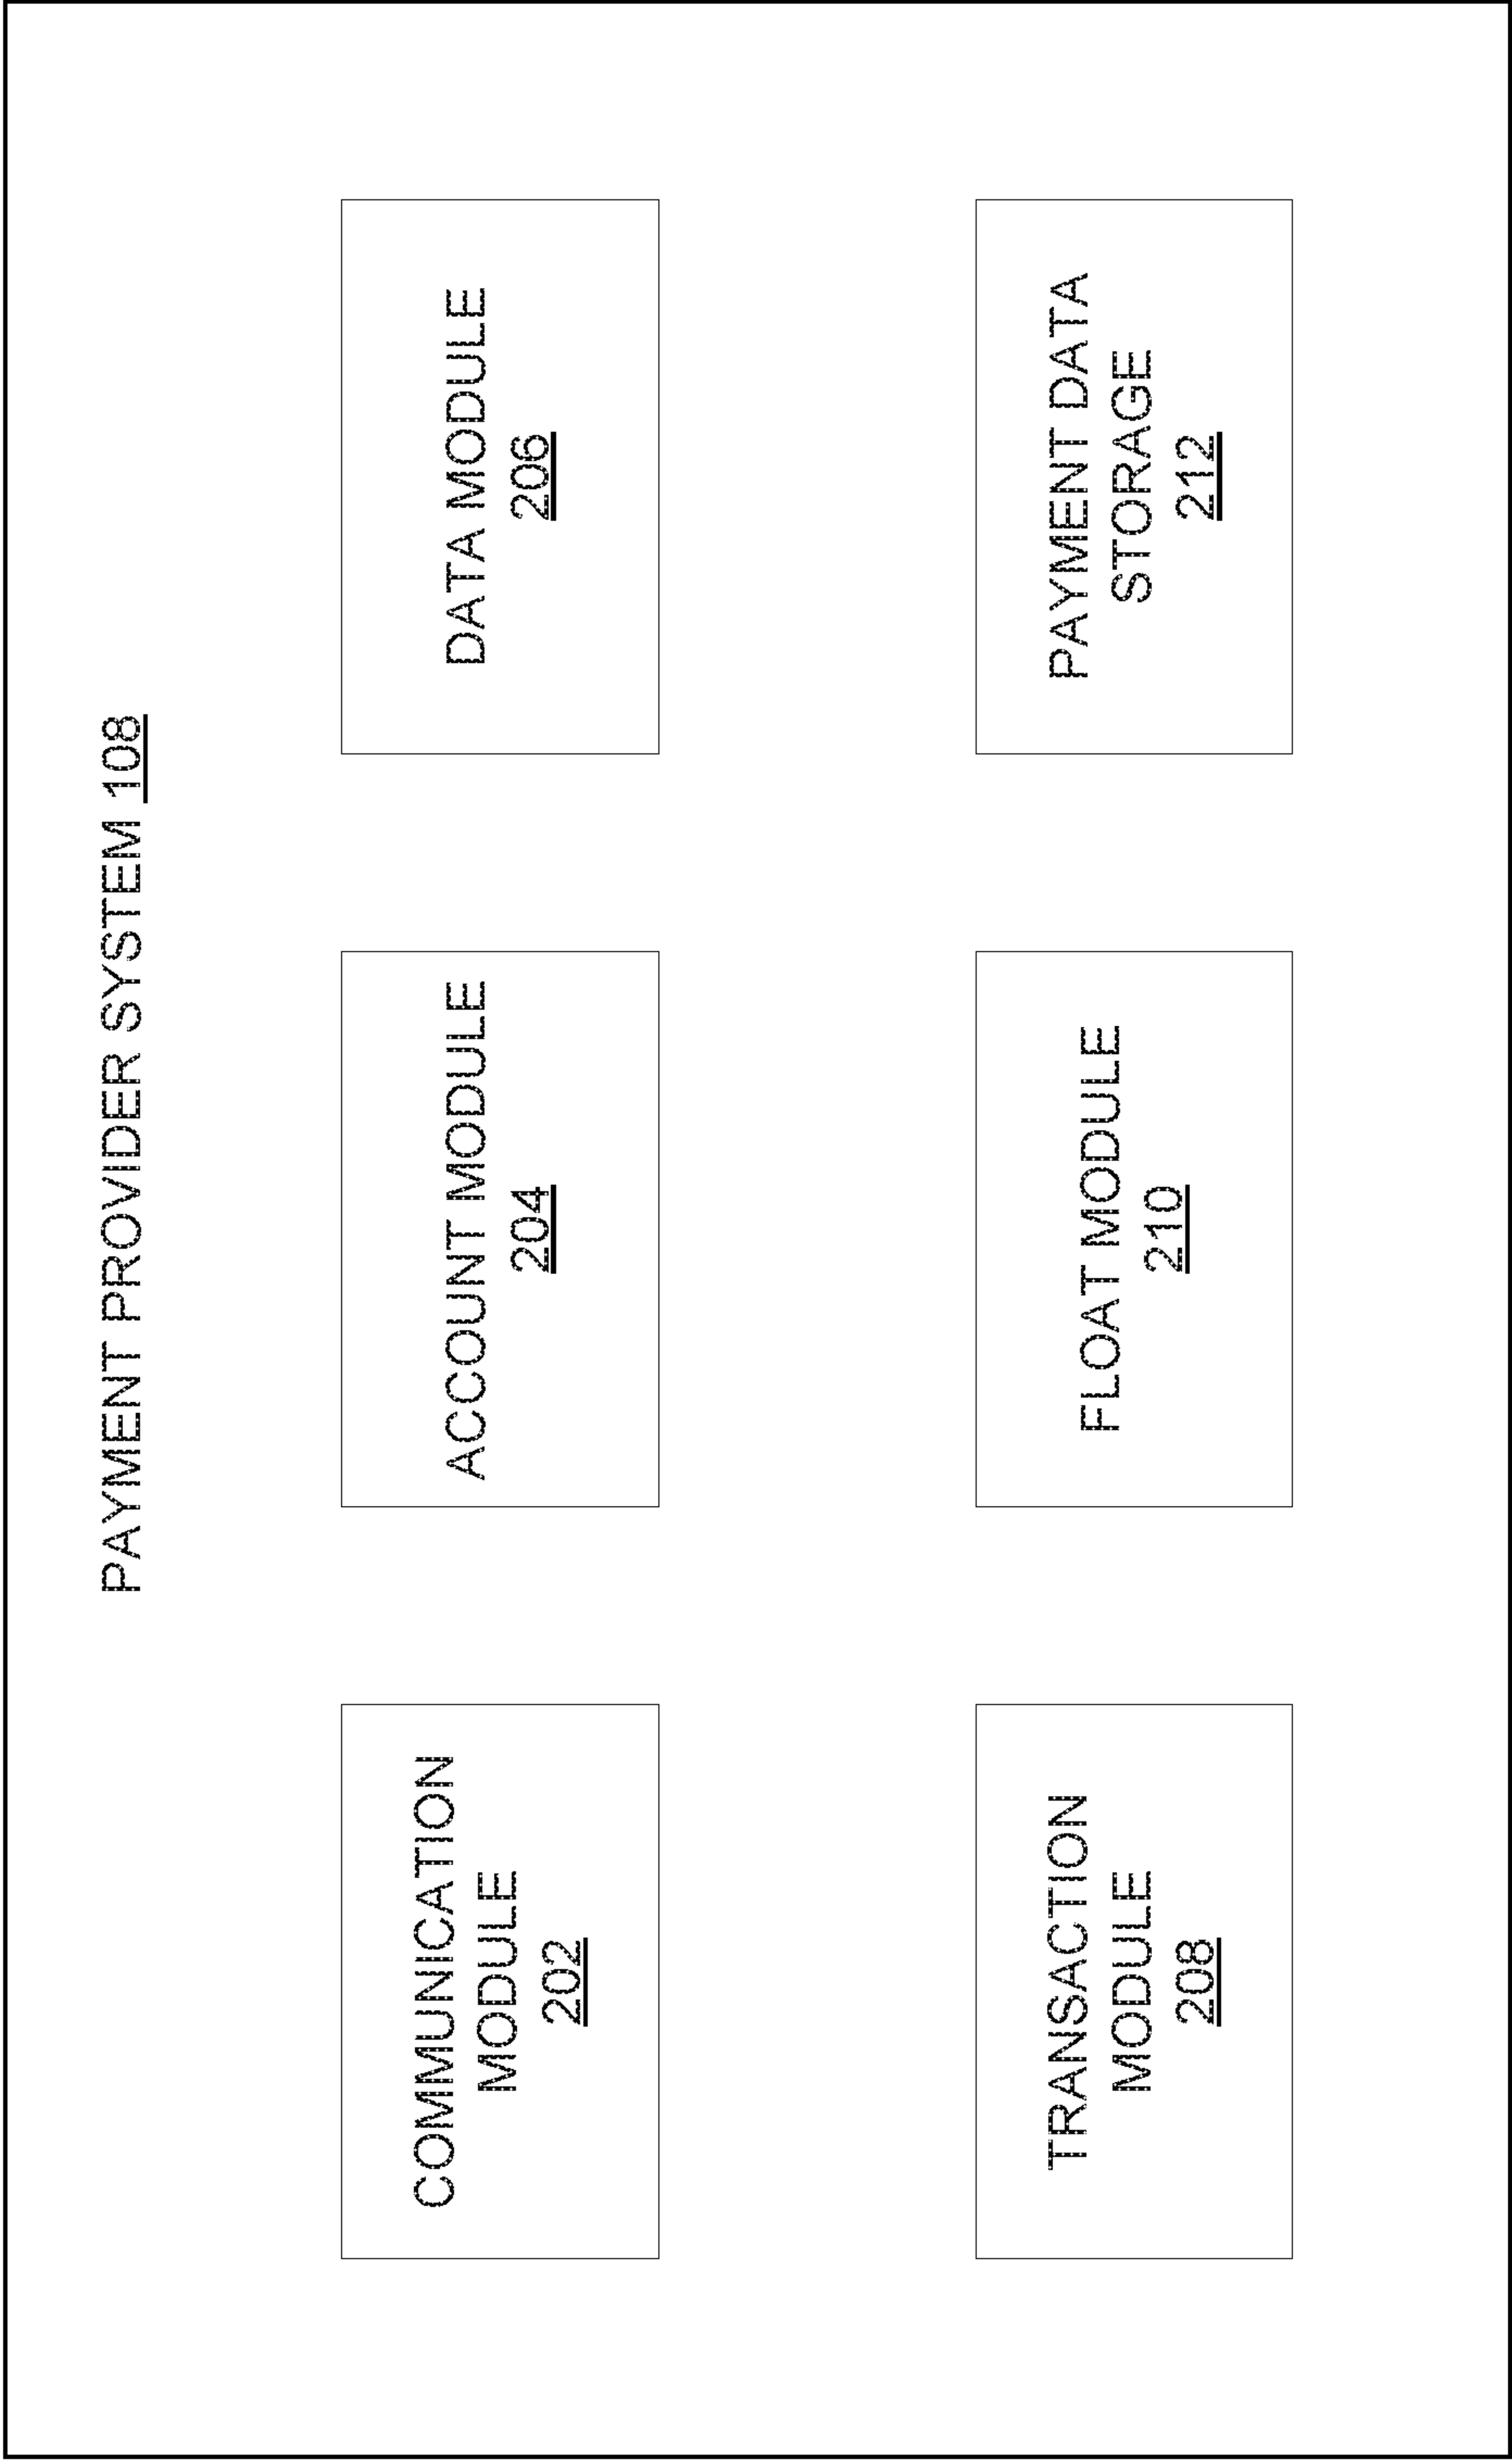 PAYMENT PROVIDER SYSTEM 108
COMMUNICATION
MODULE
202
ACCOUNT MODULE
204
DATA MODULE
206
TRANSACTION
MODULE
208
FLOAT MODULE
210
PAYMENT DATA
STORAGE
212